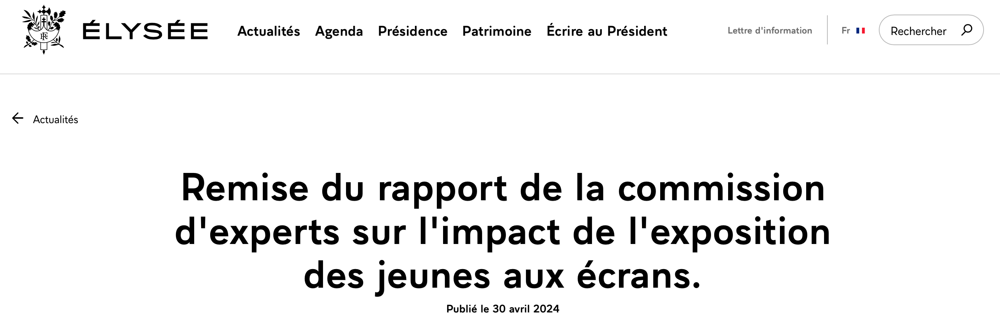 ÉLYSÉE
Actualités Agenda Présidence Patrimoine Écrire au Président Lettre d'information Fr Rechercher
Actualités
Remise du rapport de la commission
d'experts sur l'impact de l'exposition
des jeunes aux écrans.
Publié le 30 avril 2024